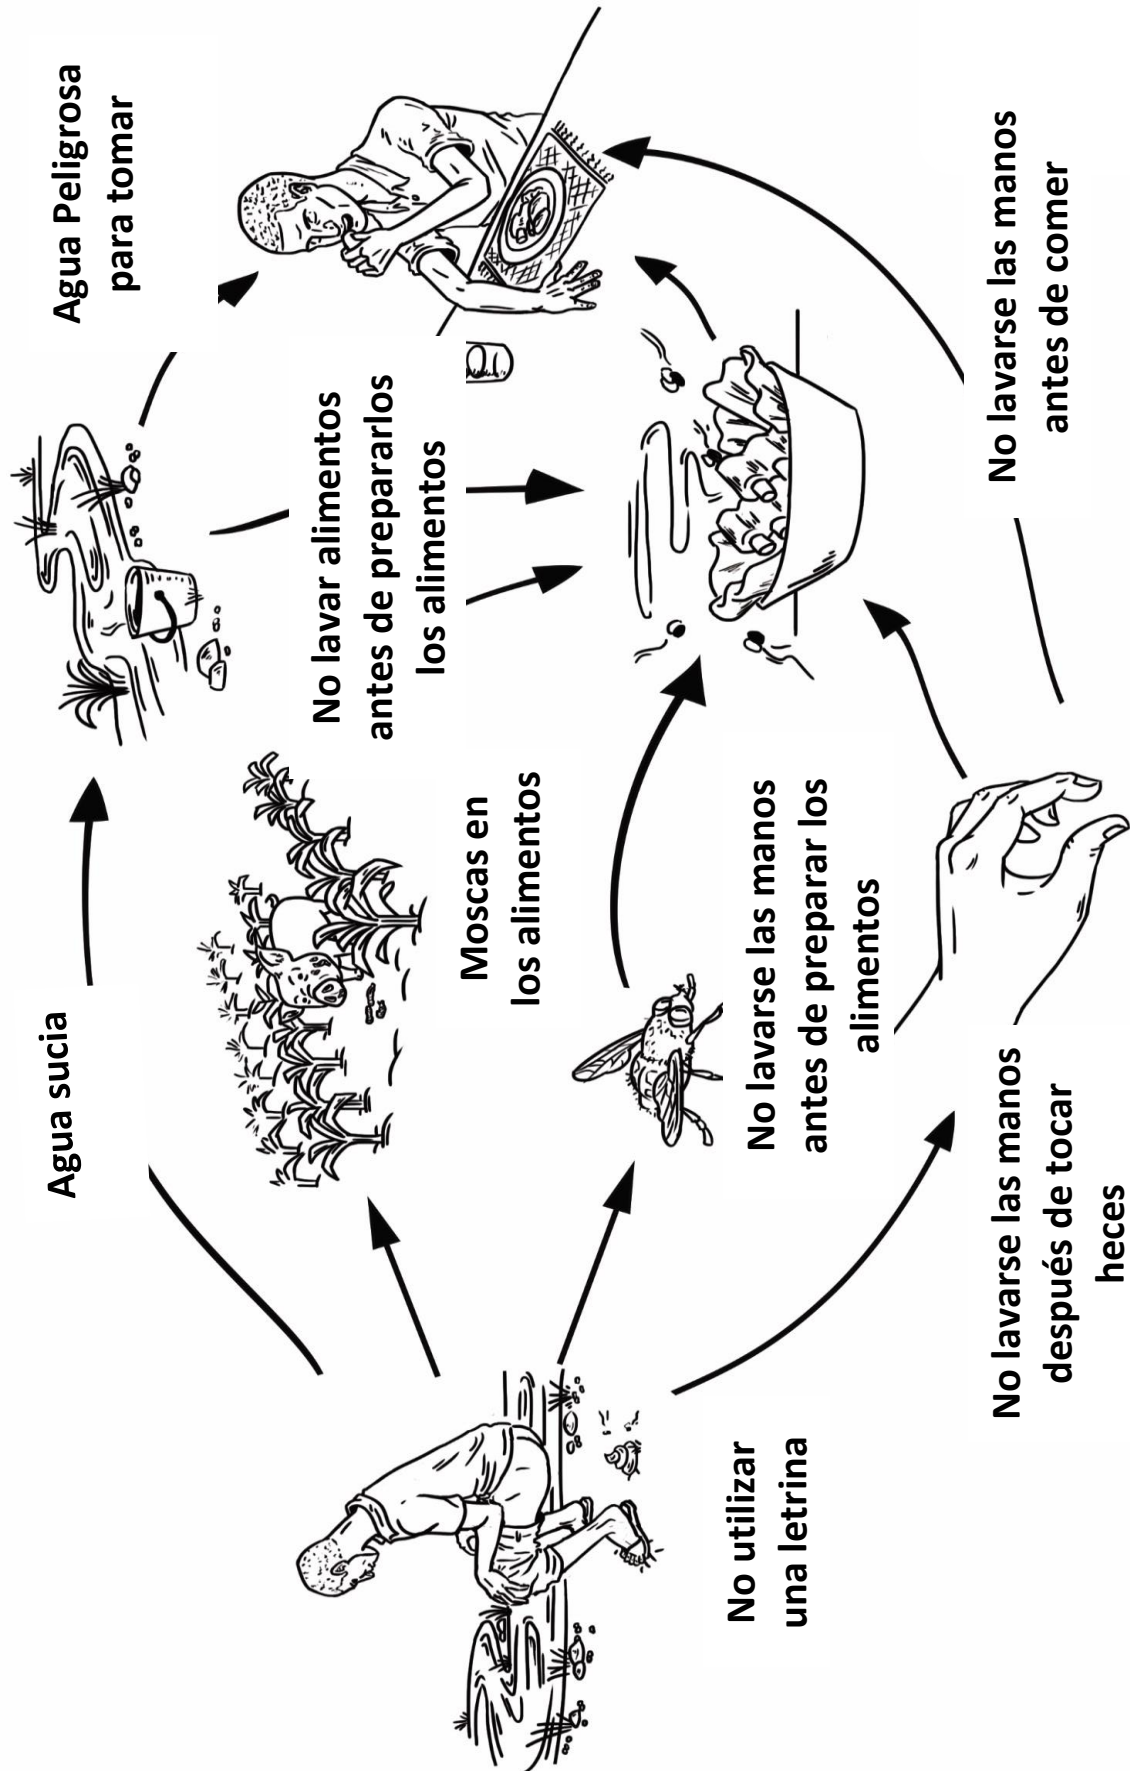 No utilizar
una letrina
Agua sucia
Agua Peligrosa
para tomar
No lavar alimentos
antes de prepararlos
los alimentos
Moscas en
los alimentos
No lavarse las manos
antes de preparar los
alimentos
No lavarse las manos
después de tocar
heces
No lavarse las manos
antes de comer